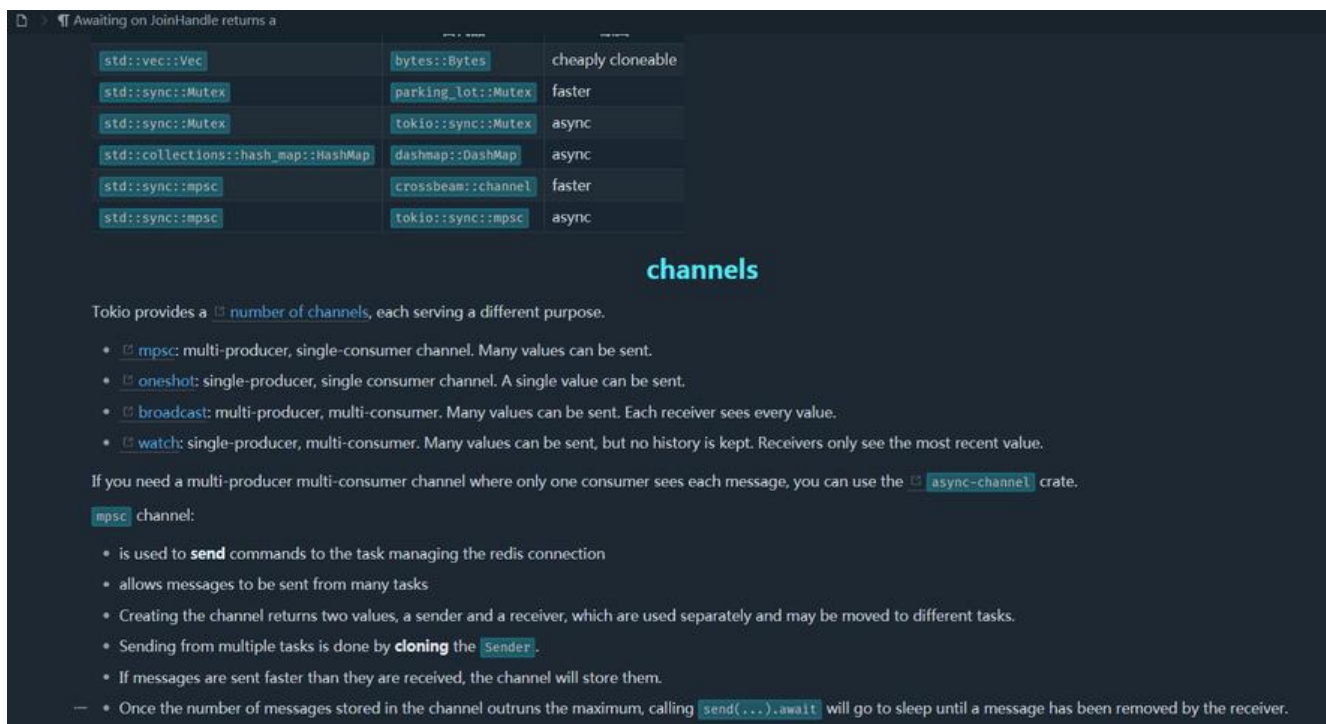 ¶ Awaiting on JoinHandle returns a
std::vec::Vec bytes::Bytes cheaply cloneable
std::sync::Mutex parking_lot::Mutex faster
std::sync::Mutex tokio::sync::Mutex async
std::collections::hash_map::HashMap dashmap::DashMap async
std::sync::mpsc crossbeam::channel faster
std::sync::mpsc tokio::sync::mpsc async
channels
Tokio provides a number of channels, each serving a different purpose.
• mpsc: multi-producer, single-consumer channel. Many values can be sent.
• oneshot: single-producer, single consumer channel. A single value can be sent.
• broadcast: multi-producer, multi-consumer. Many values can be sent. Each receiver sees every value.
• watch: single-producer, multi-consumer. Many values can be sent, but no history is kept. Receivers only see the most recent value.
If you need a multi-producer multi-consumer channel where only one consumer sees each message, you can use the async-channel crate.
mpsc channel:
• is used to send commands to the task managing the redis connection
• allows messages to be sent from many tasks
• Creating the channel returns two values, a sender and a receiver, which are used separately and may be moved to different tasks.
• Sending from multiple tasks is done by cloning the Sender.
• If messages are sent faster than they are received, the channel will store them.
• Once the number of messages stored in the channel outruns the maximum, calling send(...).await will go to sleep until a message has been removed by the receiver.